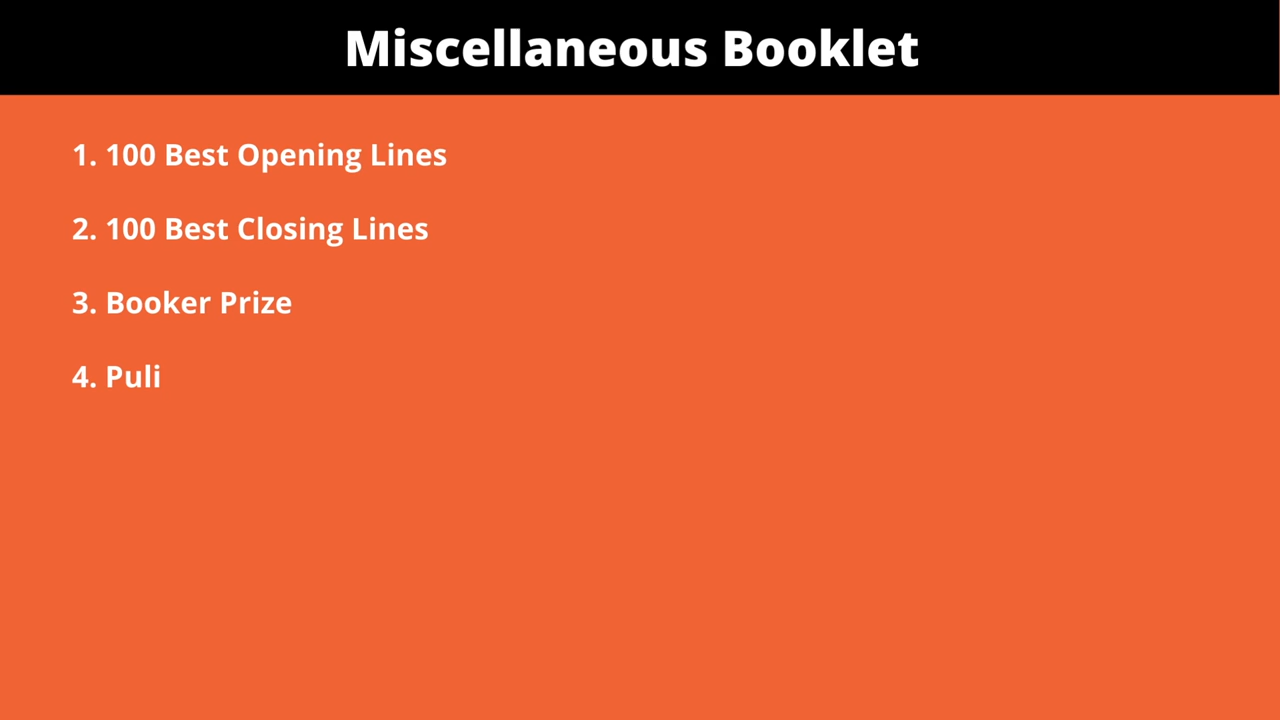 Miscellaneous Booklet
1. 100 Best Opening Lines
2. 100 Best Closing Lines
3. Booker Prize
4. Puli